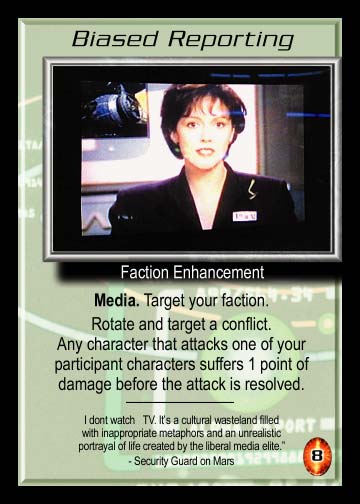 Biased Reporting
Faction Enhancement
Media. Target your faction.
Rotate and target a conflict.
Any character that attacks one of your
participant characters suffers 1 point of
damage before the attack is resolved.
I dont watch TV. It's a cultural wasteland filled
with inappropriate metaphors and an unrealistic
portrayal of life created by the liberal media elite."
- Security Guard on Mars
8